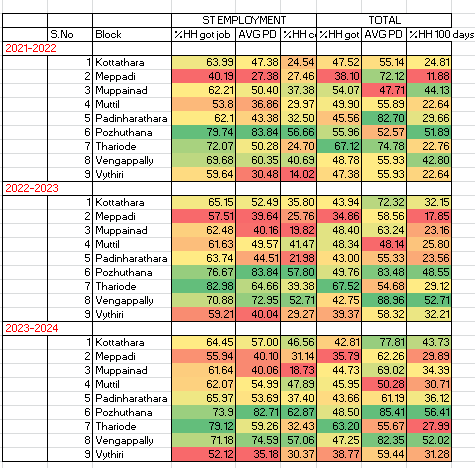 ST EMPLOYMENT TOTAL
S.No Block %HH got job AVG PD %HH %HH got AVG PD %HH 100 days
2021-2022
1 Kottathara 63.99 47.38 24.54 47.52 55.14 24.81
2 Meppadi 40.19 27.38 27.46 38.10 72.12 11.88
3 Muppainad 62.21 50.40 37.38 54.07 47.71 44.13
4 Muttil 53.8 36.86 29.97 49.90 55.89 22.64
5 Padinharathara 62.1 43.38 32.50 45.56 82.70 29.66
6 Pozhuthana 79.74 83.84 56.66 55.96 52.57 51.89
7 Thariode 72.07 50.28 24.70 67.12 74.78 22.76
8 Vengappally 69.68 60.35 40.69 48.78 55.93 42.80
9 Vythiri 59.64 30.48 14.02 47.38 55.93 22.64
2022-2023
1 Kottathara 65.15 52.49 35.80 43.94 72.32 32.15
2 Meppadi 57.51 39.64 25.76 34.86 58.56 17.85
3 Muppainad 62.48 40.16 19.82 48.40 63.24 23.16
4 Muttil 61.63 49.57 41.47 48.34 48.14 25.80
5 Padinharathara 63.74 44.51 21.98 43.00 55.33 23.56
6 Pozhuthana 76.67 83.84 57.80 49.76 83.42 48.55
7 Thariode 82.98 64.66 39.38 67.52 54.68 29.12
8 Vengappally 70.88 72.95 52.71 42.75 88.96 52.71
9 Vythiri 59.21 40.04 29.27 39.37 58.32 32.21
2023-2024
1 Kottathara 64.45 57.00 46.56 42.81 77.81 43.73
2 Meppadi 55.94 40.10 31.14 35.79 62.26 29.89
3 Muppainad 61.64 40.06 18.73 44.73 69.02 34.39
4 Muttil 62.07 54.99 47.89 45.95 50.28 30.71
5 Padinharathara 65.97 53.69 37.40 43.66 61.19 36.12
6 Pozhuthana 73.9 82.71 62.87 48.50 85.41 56.41
7 Thariode 79.12 59.26 32.43 63.20 55.67 27.99
8 Vengappally 71.18 74.59 57.06 47.25 82.35 52.02
9 Vythiri 52.12 35.18 30.37 38.77 59.44 31.28